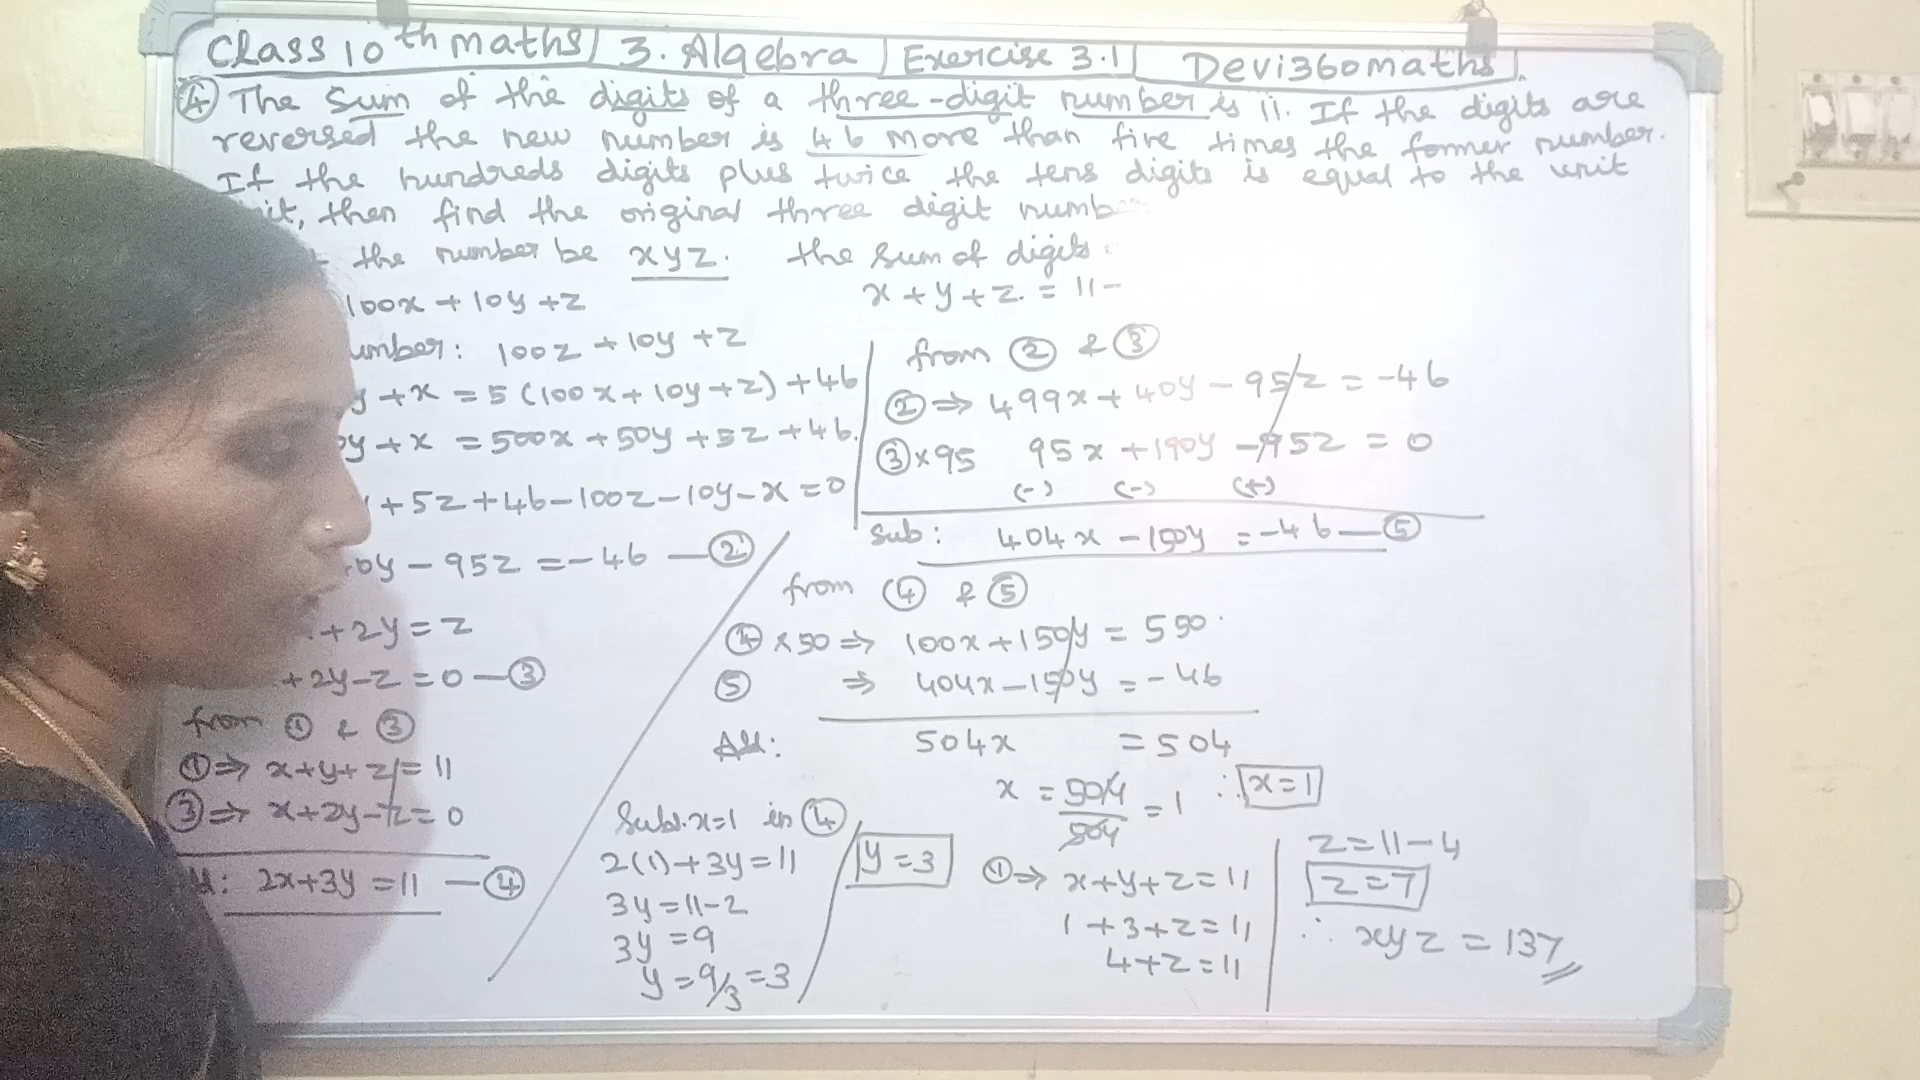 Class 10th maths | 3. Algebra | Exercise 3.1 | Devi360maths
④ The Sum of the digits of a three-digit number is 11. If the digits are
reversed the new number is 46 more than five times the former number.
If the hundreds digits plus twice the tens digits is equal to the unit
it, then find the original three digit numb
the number be xyz. the Sum of digits
100x + 10y + z
x + y + z = 11 -
umber: 100z + 10y + z
y + x = 5 (100x + 10y + z) + 46
y + x = 500x + 50y + 5z + 46.
+ 5z + 46 - 100z - 10y - x = 0
0y - 95z = -46 — ②
+ 2y = z
+ 2y - z = 0 — ③
from ① & ③
① ⇒ x + y + z = 11
③ ⇒ x + 2y - z = 0
: 2x + 3y = 11 — ④
from ② & ③
② ⇒ 499x + 40y - 95z = -46
③ × 95 95x + 190y - 95z = 0
(-) (-) (+)
Sub: 404x - 150y = -46 — ⑤
from ④ & ⑤
④ × 50 ⇒ 100x + 150y = 550
⑤ ⇒ 404x - 150y = -46
Add: 504x = 504
x = 504/504 = 1 ∴ x = 1
Sub. x=1 in ④
2(1) + 3y = 11
3y = 11 - 2
3y = 9
y = 9/3 = 3
y = 3
① ⇒ x + y + z = 11
1 + 3 + z = 11
4 + z = 11
z = 11 - 4
z = 7
∴ xyz = 137